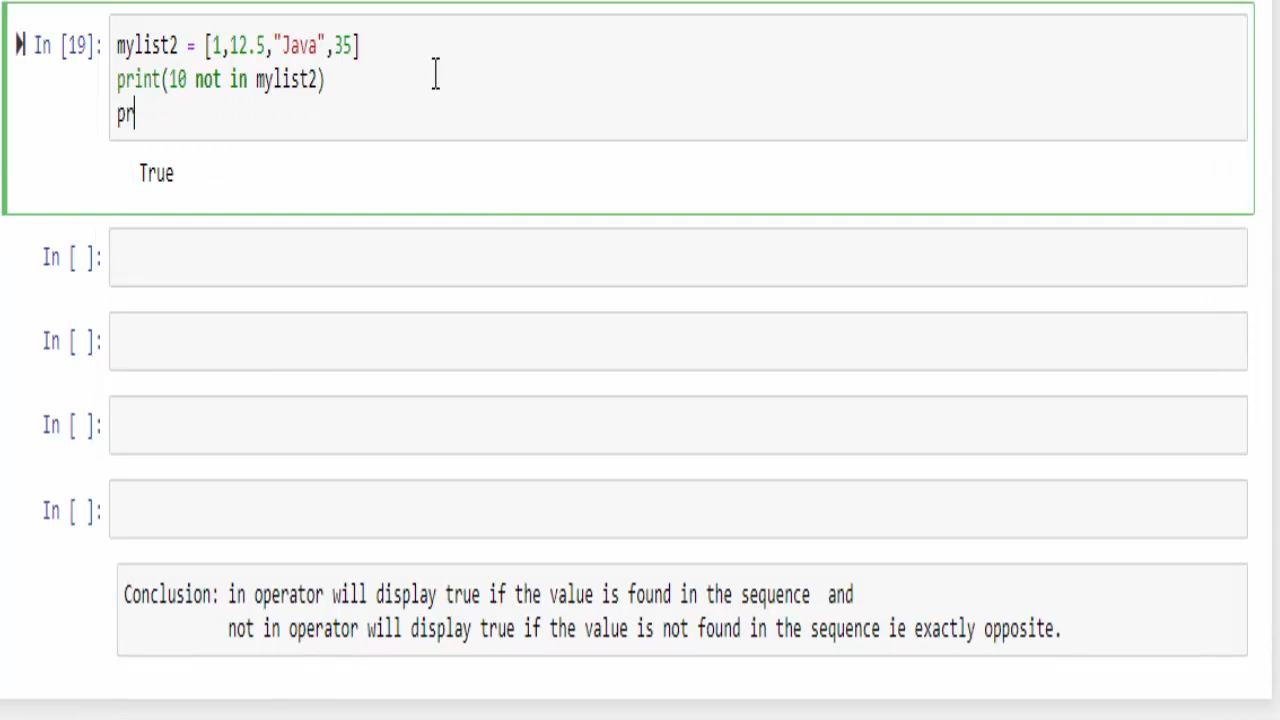 In [19]: mylist2 = [1,12.5,"Java",35]
print(10 not in mylist2)
pr
True
In [ ]:
In [ ]:
In [ ]:
In [ ]:
Conclusion: in operator will display true if the value is found in the sequence  and
not in operator will display true if the value is not found in the sequence ie exactly opposite.